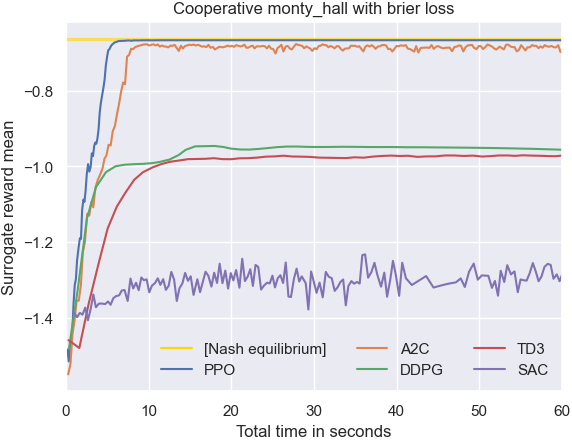 Cooperative monty_hall with brier loss
Surrogate reward mean
−0.8
−1.0
−1.2
−1.4
[Nash equilibrium]
PPO
A2C
DDPG
TD3
SAC
0 10 20 30 40 50 60
Total time in seconds